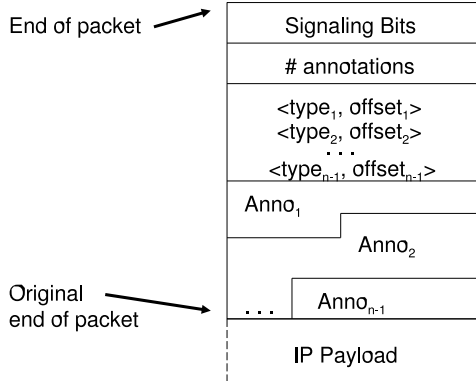 End of packet
Signaling Bits
# annotations
<type₁, offset₁>
<type₂, offset₂>
...
<typeₙ₋₁, offsetₙ₋₁>
Anno₁
Anno₂
Original
end of packet
...
Annoₙ₋₁
IP Payload